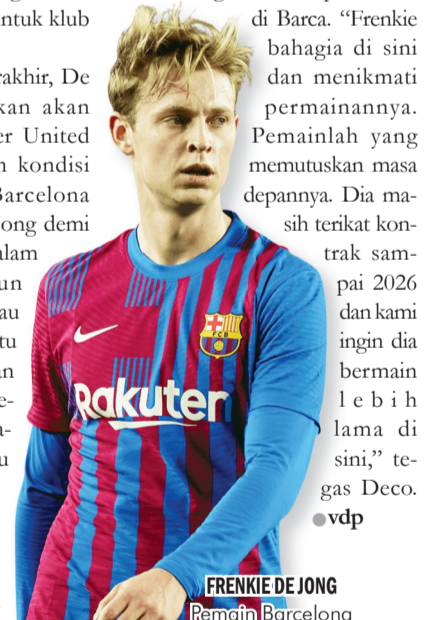 ntuk klub
rakhir, De
kan akan
er United
n kondisi
Barcelona
ong demi
alam
un
au
tu
an
e-
a-
u
di Barca. “Frenkie
bahagia di sini
dan menikmati
permainannya.
Pemainlah yang
memutuskan masa
depannya. Dia ma-
sih terikat kon-
trak sam-
pai 2026
dan kami
ingin dia
bermain
lebih
lama di
sini,” te-
gas Deco.
●vdp
FCB
Rakuten
FRENKIE DE JONG
Pemain Barcelona